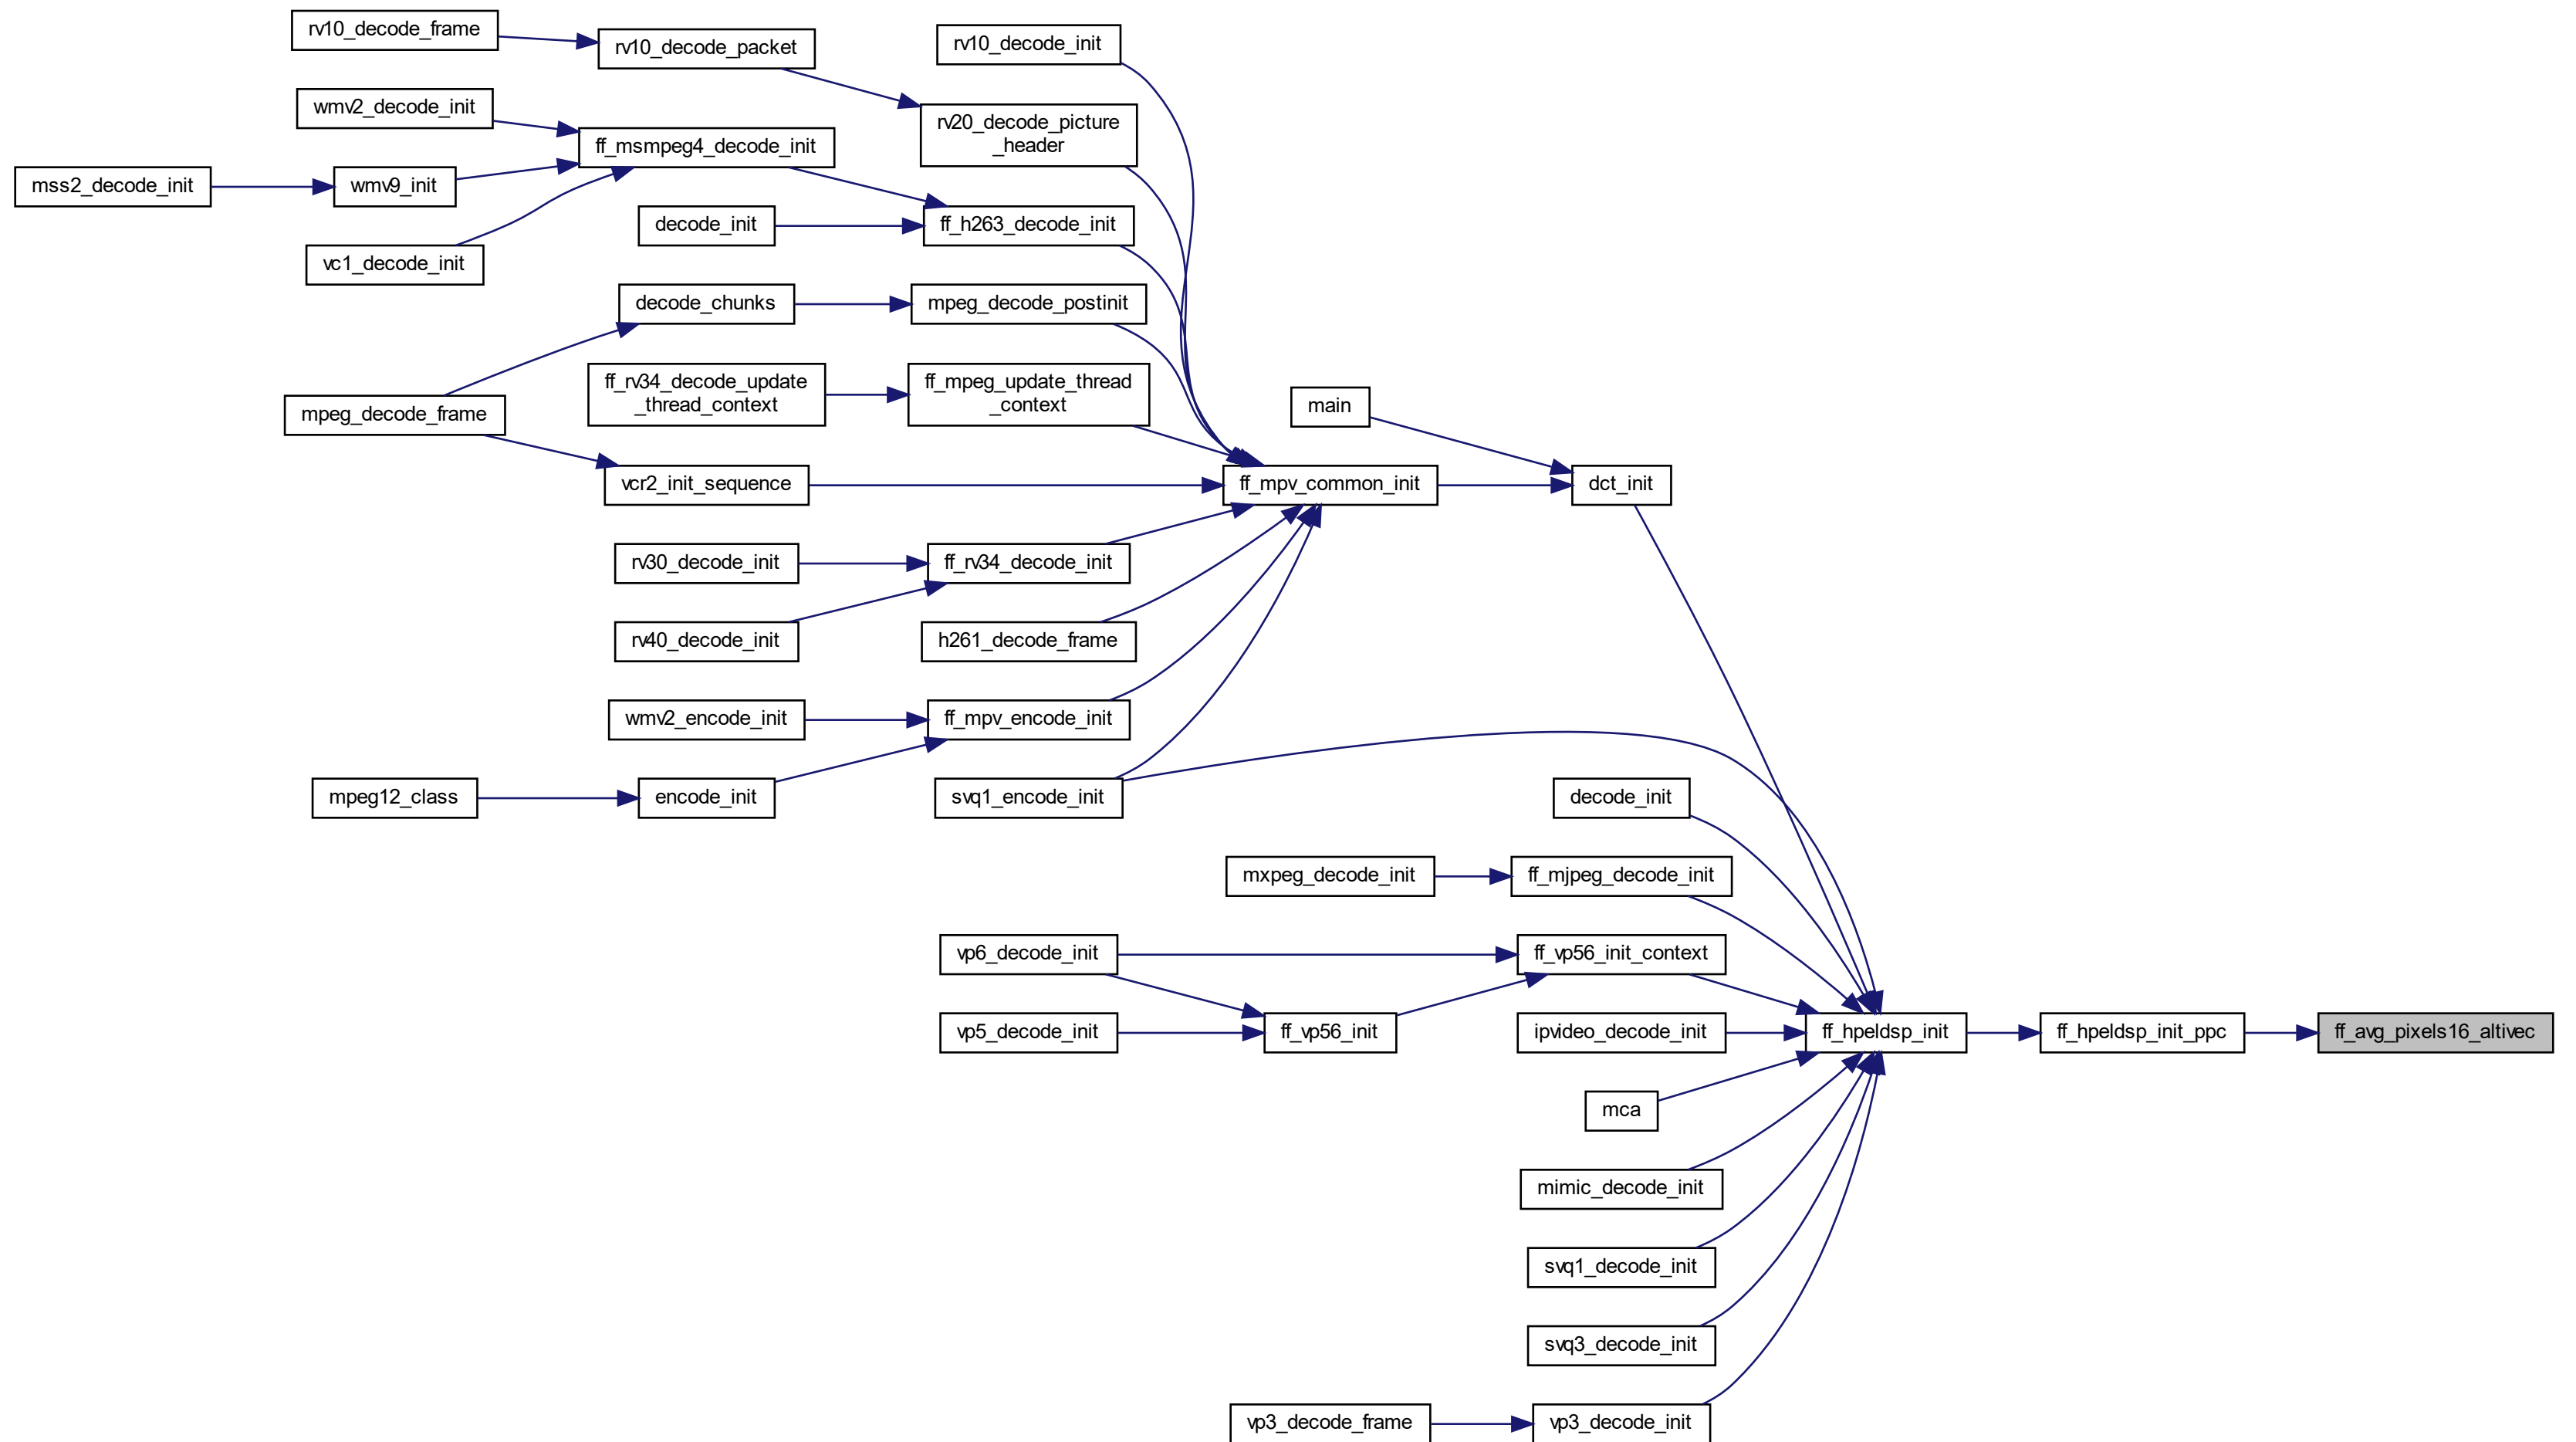 rv10_decode_frame
rv10_decode_packet
rv10_decode_init
wmv2_decode_init
rv20_decode_picture
_header
ff_msmpeg4_decode_init
mss2_decode_init
wmv9_init
decode_init
ff_h263_decode_init
vc1_decode_init
decode_chunks
mpeg_decode_postinit
ff_rv34_decode_update
_thread_context
ff_mpeg_update_thread
_context
main
mpeg_decode_frame
vcr2_init_sequence
ff_mpv_common_init
dct_init
rv30_decode_init
ff_rv34_decode_init
rv40_decode_init
h261_decode_frame
wmv2_encode_init
ff_mpv_encode_init
mpeg12_class
encode_init
svq1_encode_init
decode_init
mxpeg_decode_init
ff_mjpeg_decode_init
vp6_decode_init
ff_vp56_init_context
vp5_decode_init
ff_vp56_init
ipvideo_decode_init
ff_hpeldsp_init
ff_hpeldsp_init_ppc
ff_avg_pixels16_altivec
mca
mimic_decode_init
svq1_decode_init
svq3_decode_init
vp3_decode_frame
vp3_decode_init